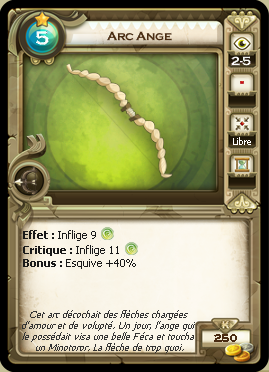 5
ARC ANGE
2-5
Libre
Effet : Inflige 9
Critique : Inflige 11
Bonus : Esquive +40%
Cet arc décochait des flèches chargées
d'amour et de volupté. Un jour, l'ange qui
le possédait visa une belle Féca et toucha
un Minotoror. La flèche de trop quoi.
K
250